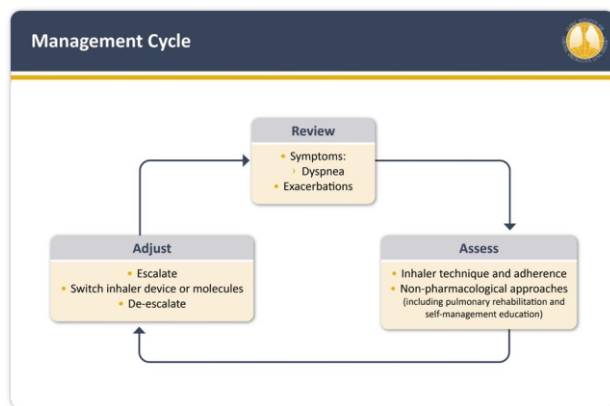 Management Cycle
Review
• Symptoms:
› Dyspnea
• Exacerbations
Adjust
• Escalate
• Switch inhaler device or molecules
• De-escalate
Assess
• Inhaler technique and adherence
• Non-pharmacological approaches
(including pulmonary rehabilitation and
self-management education)